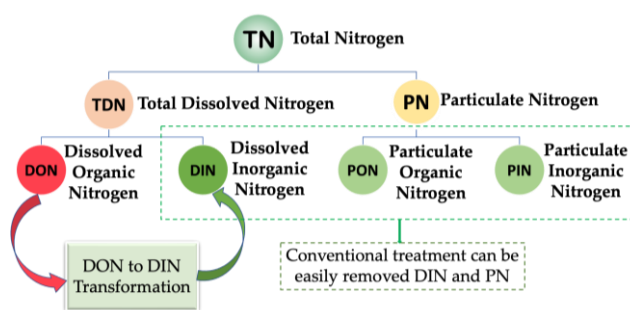 TN Total Nitrogen
TDN Total Dissolved Nitrogen
PN Particulate Nitrogen
DON Dissolved
Organic
Nitrogen
DIN Dissolved
Inorganic
Nitrogen
PON Particulate
Organic
Nitrogen
PIN Particulate
Inorganic
Nitrogen
DON to DIN
Transformation
Conventional treatment can be
easily removed DIN and PN